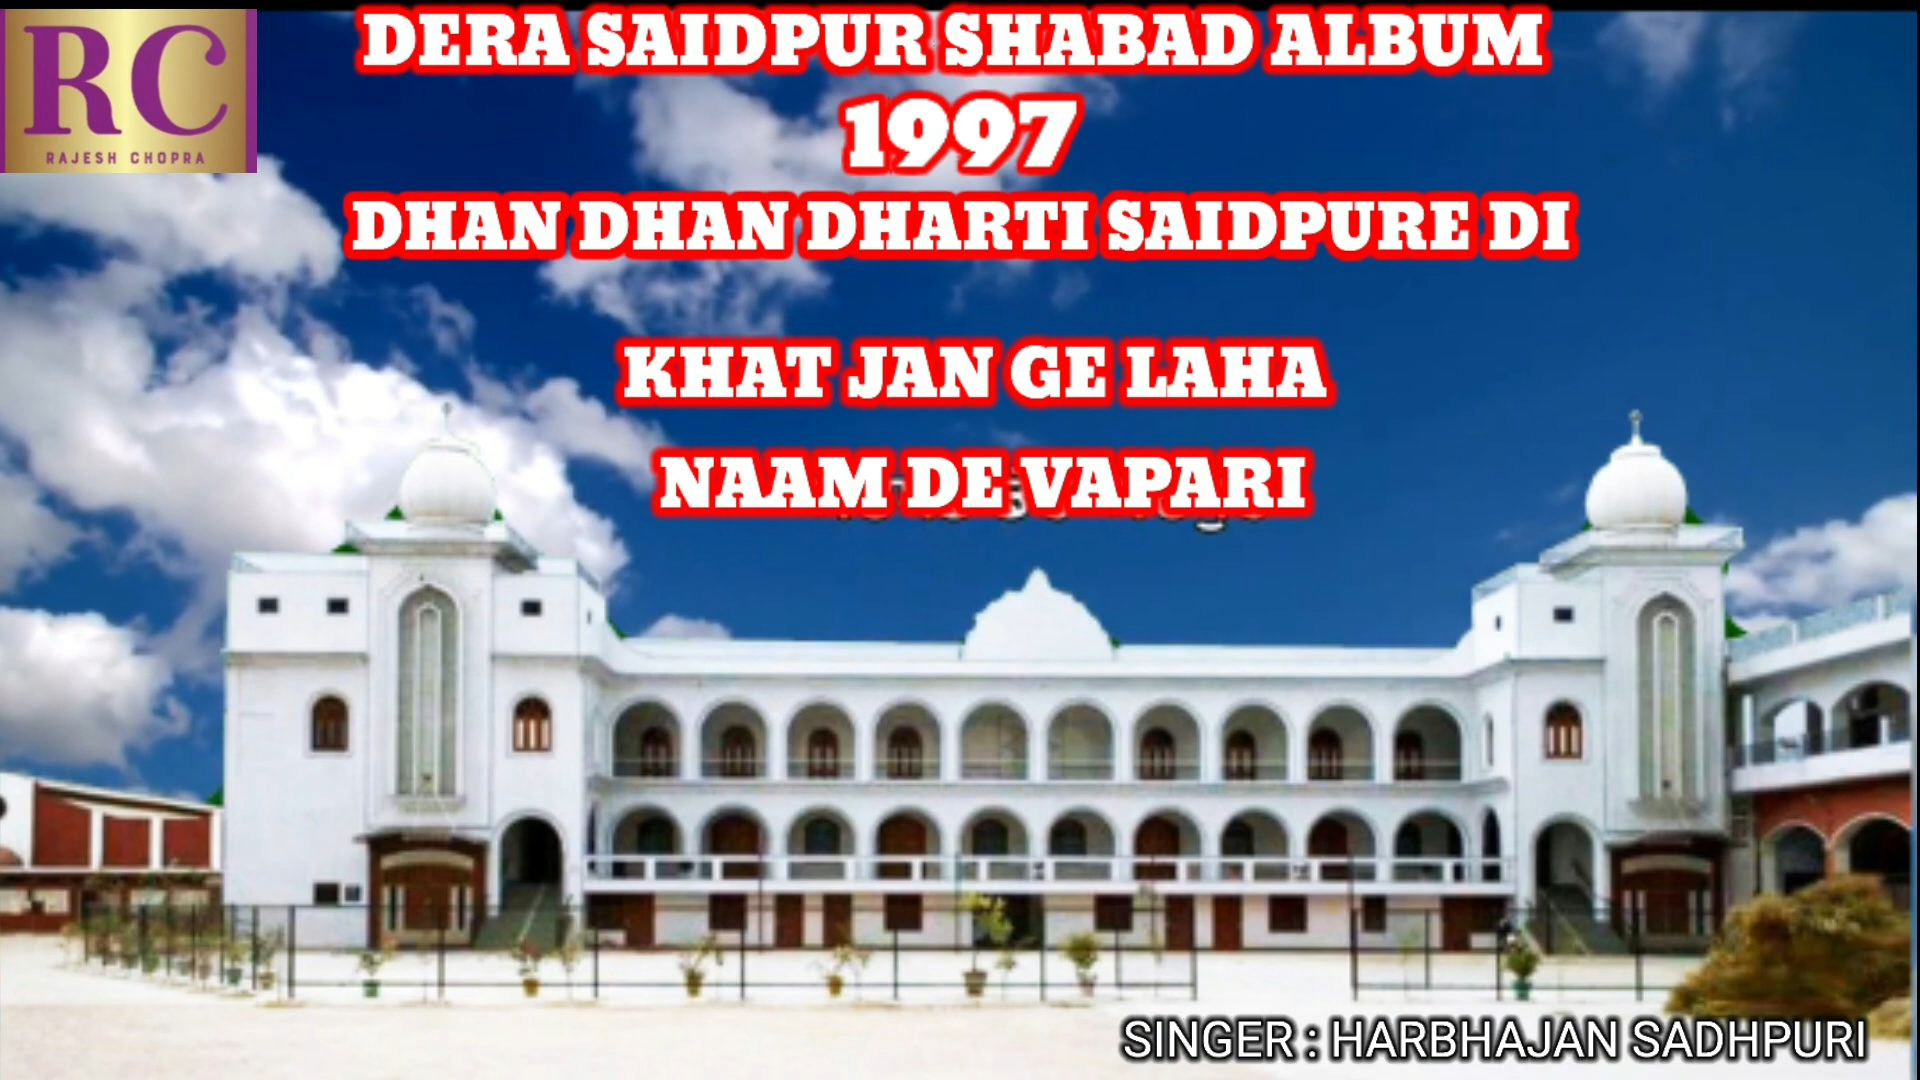 RC
RAJESH CHOPRA
DERA SAIDPUR SHABAD ALBUM
1997
DHAN DHAN DHARTI SAIDPURE DI
KHAT JAN GE LAHA
NAAM DE VAPARI
SINGER : HARBHAJAN SADHPURI